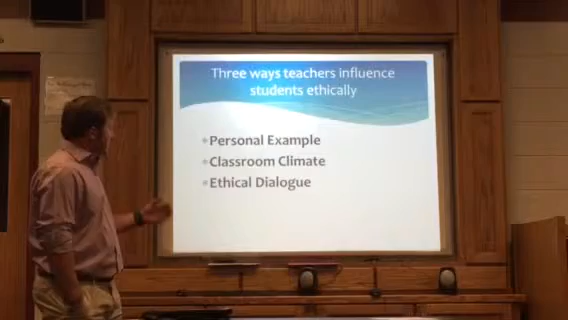 Three ways teachers influence
students ethically
Personal Example
Classroom Climate
Ethical Dialogue